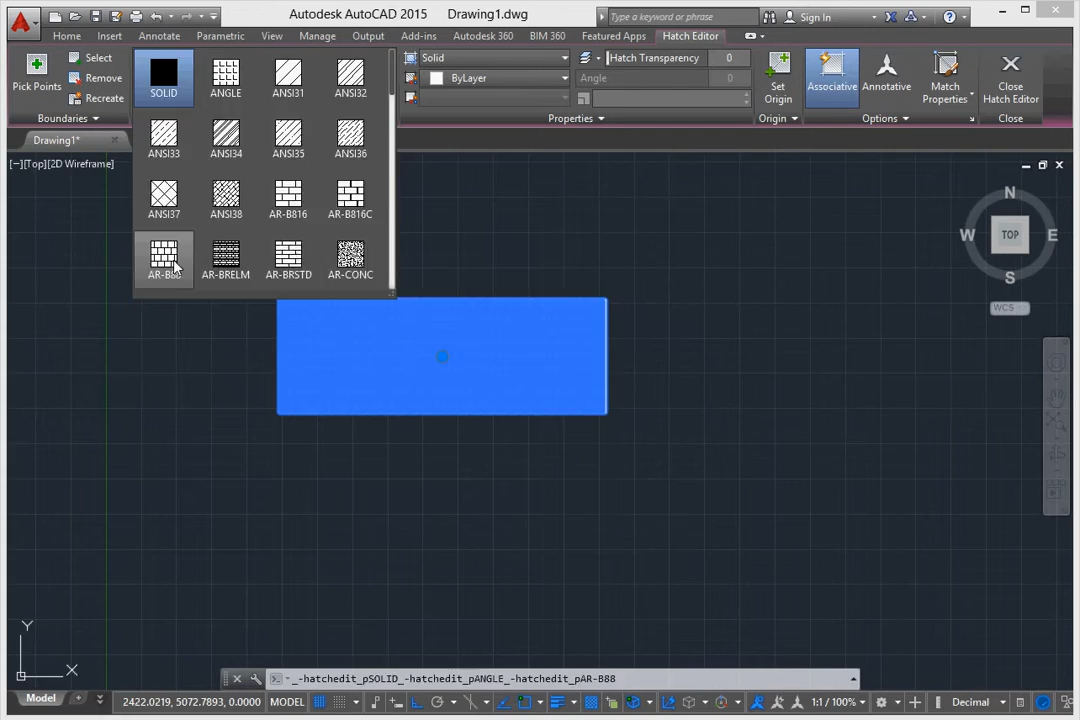 Autodesk AutoCAD 2015 Drawing1.dwg
Type a keyword or phrase
Sign In
Home Insert Annotate Parametric View Manage Output Add-ins Autodesk 360 BIM 360 Featured Apps Hatch Editor
Pick Points
Select
Remove
Recreate
Boundaries
SOLID ANGLE ANSI31 ANSI32
ANSI33 ANSI34 ANSI35 ANSI36
ANSI37 ANSI38 AR-B816 AR-B816C
AR-B88 AR-BRELM AR-BRSTD AR-CONC
Solid
ByLayer
Hatch Transparency 0
Angle 0
Properties
Set
Origin
Origin
Associative
Annotative
Match
Properties
Options
Close
Hatch Editor
Close
Drawing1*
[−][Top][2D Wireframe]
N
W TOP E
S
WCS
Y
X
_-hatchedit_pSOLID_-hatchedit_pANGLE_-hatchedit_pAR-B88
Model + 2422.0219, 5072.7893, 0.0000 MODEL 1:1 / 100% Decimal